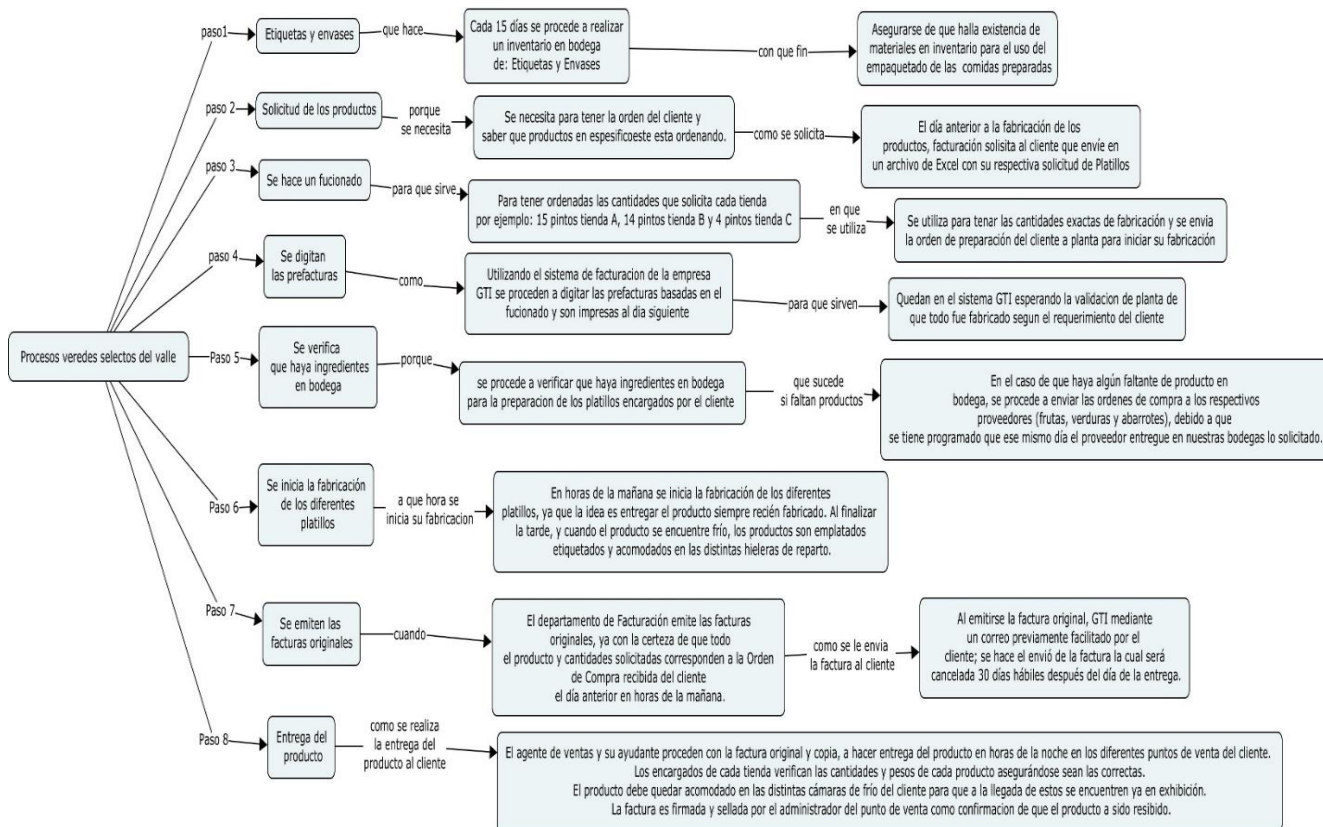 paso1
Etiquetas y envases
que hace
Cada 15 días se procede a realizar
un inventario en bodega
de: Etiquetas y Envases
con que fin
Asegurarse de que halla existencia de
materiales en inventario para el uso del
empaquetado de las comidas preparadas
paso 2
Solicitud de los productos
porque
se necesita
Se necesita para tener la orden del cliente y
saber que productos en espesificoeste esta ordenando.
como se solicita
El día anterior a la fabricación de los
productos, facturación solisita al cliente que envíe en
un archivo de Excel con su respectiva solicitud de Platillos
paso 3
Se hace un fucionado
para que sirve
Para tener ordenadas las cantidades que solicita cada tienda
por ejemplo: 15 pintos tienda A, 14 pintos tienda B y 4 pintos tienda C
en que
se utiliza
Se utiliza para tenar las cantidades exactas de fabricación y se envia
la orden de preparación del cliente a planta para iniciar su fabricación
paso 4
Se digitan
las prefacturas
como
Utilizando el sistema de facturacion de la empresa
GTI se proceden a digitar las prefacturas basadas en el
fucionado y son impresas al dia siguiente
para que sirven
Quedan en el sistema GTI esperando la validacion de planta de
que todo fue fabricado segun el requerimiento del cliente
Procesos veredes selectos del valle
Paso 5
Se verifica
que haya ingredientes
en bodega
porque
se procede a verificar que haya ingredientes en bodega
para la preparacion de los platillos encargados por el cliente
que sucede
si faltan productos
En el caso de que haya algún faltante de producto en
bodega, se procede a enviar las ordenes de compra a los respectivos
proveedores (frutas, verduras y abarrotes), debido a que
se tiene programado que ese mismo día el proveedor entregue en nuestras bodegas lo solicitado.
Paso 6
Se inicia la fabricación
de los diferentes
platillos
a que hora se
inicia su fabricacion
En horas de la mañana se inicia la fabricación de los diferentes
platillos, ya que la idea es entregar el producto siempre recién fabricado. Al finalizar
la tarde, y cuando el producto se encuentre frío, los productos son emplatados
etiquetados y acomodados en las distintas hieleras de reparto.
Paso 7
Se emiten las
facturas originales
cuando
El departamento de Facturación emite las facturas
originales, ya con la certeza de que todo
el producto y cantidades solicitadas corresponden a la Orden
de Compra recibida del cliente
el día anterior en horas de la mañana.
como se le envia
la factura al cliente
Al emitirse la factura original, GTI mediante
un correo previamente facilitado por el
cliente; se hace el envió de la factura la cual será
cancelada 30 días hábiles después del día de la entrega.
Paso 8
Entrega del
producto
como se realiza
la entrega del
producto al cliente
El agente de ventas y su ayudante proceden con la factura original y copia, a hacer entrega del producto en horas de la noche en los diferentes puntos de venta del cliente.
Los encargados de cada tienda verifican las cantidades y pesos de cada producto asegurándose sean las correctas.
El producto debe quedar acomodado en las distintas cámaras de frío del cliente para que a la llegada de estos se encuentren ya en exhibición.
La factura es firmada y sellada por el administrador del punto de venta como confirmacion de que el producto a sido resibido.